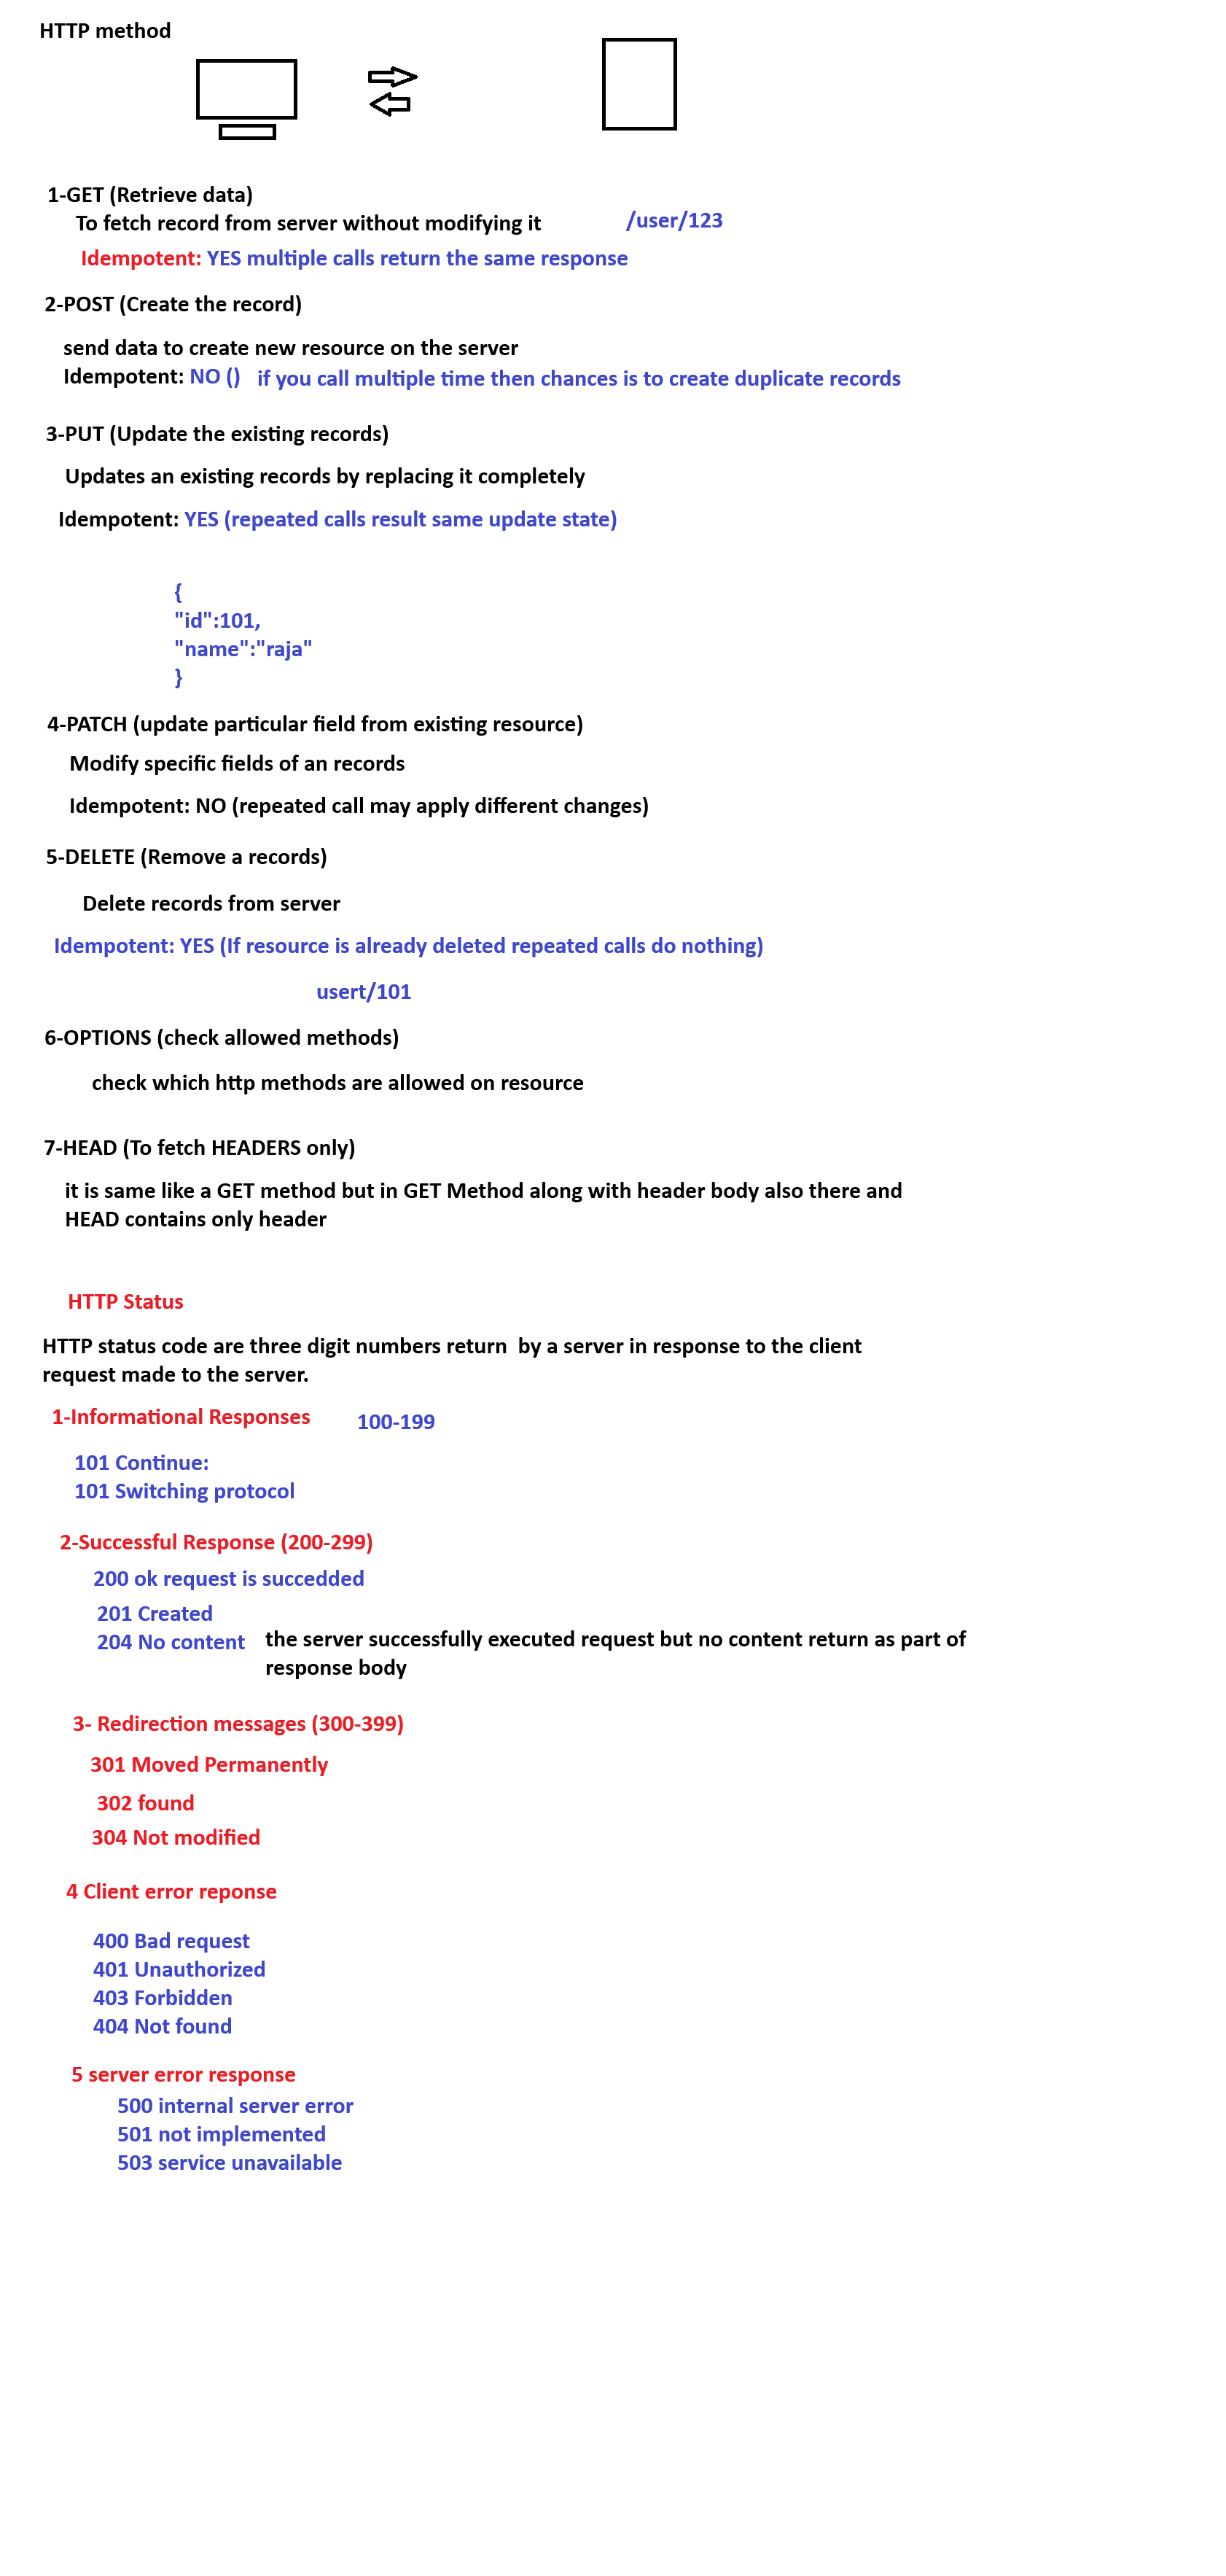 HTTP method
1-GET (Retrieve data)
To fetch record from server without modifying it /user/123
Idempotent: YES multiple calls return the same response
2-POST (Create the record)
send data to create new resource on the server
Idempotent: NO () if you call multiple time then chances is to create duplicate records
3-PUT (Update the existing records)
Updates an existing records by replacing it completely
Idempotent: YES (repeated calls result same update state)
{
"id":101,
"name":"raja"
}
4-PATCH (update particular field from existing resource)
Modify specific fields of an records
Idempotent: NO (repeated call may apply different changes)
5-DELETE (Remove a records)
Delete records from server
Idempotent: YES (If resource is already deleted repeated calls do nothing)
usert/101
6-OPTIONS (check allowed methods)
check which http methods are allowed on resource
7-HEAD (To fetch HEADERS only)
it is same like a GET method but in GET Method along with header body also there and
HEAD contains only header
HTTP Status
HTTP status code are three digit numbers return  by a server in response to the client
request made to the server.
1-Informational Responses 100-199
101 Continue:
101 Switching protocol
2-Successful Response (200-299)
200 ok request is succedded
201 Created
204 No content the server successfully executed request but no content return as part of
response body
3- Redirection messages (300-399)
301 Moved Permanently
302 found
304 Not modified
4 Client error reponse
400 Bad request
401 Unauthorized
403 Forbidden
404 Not found
5 server error response
500 internal server error
501 not implemented
503 service unavailable